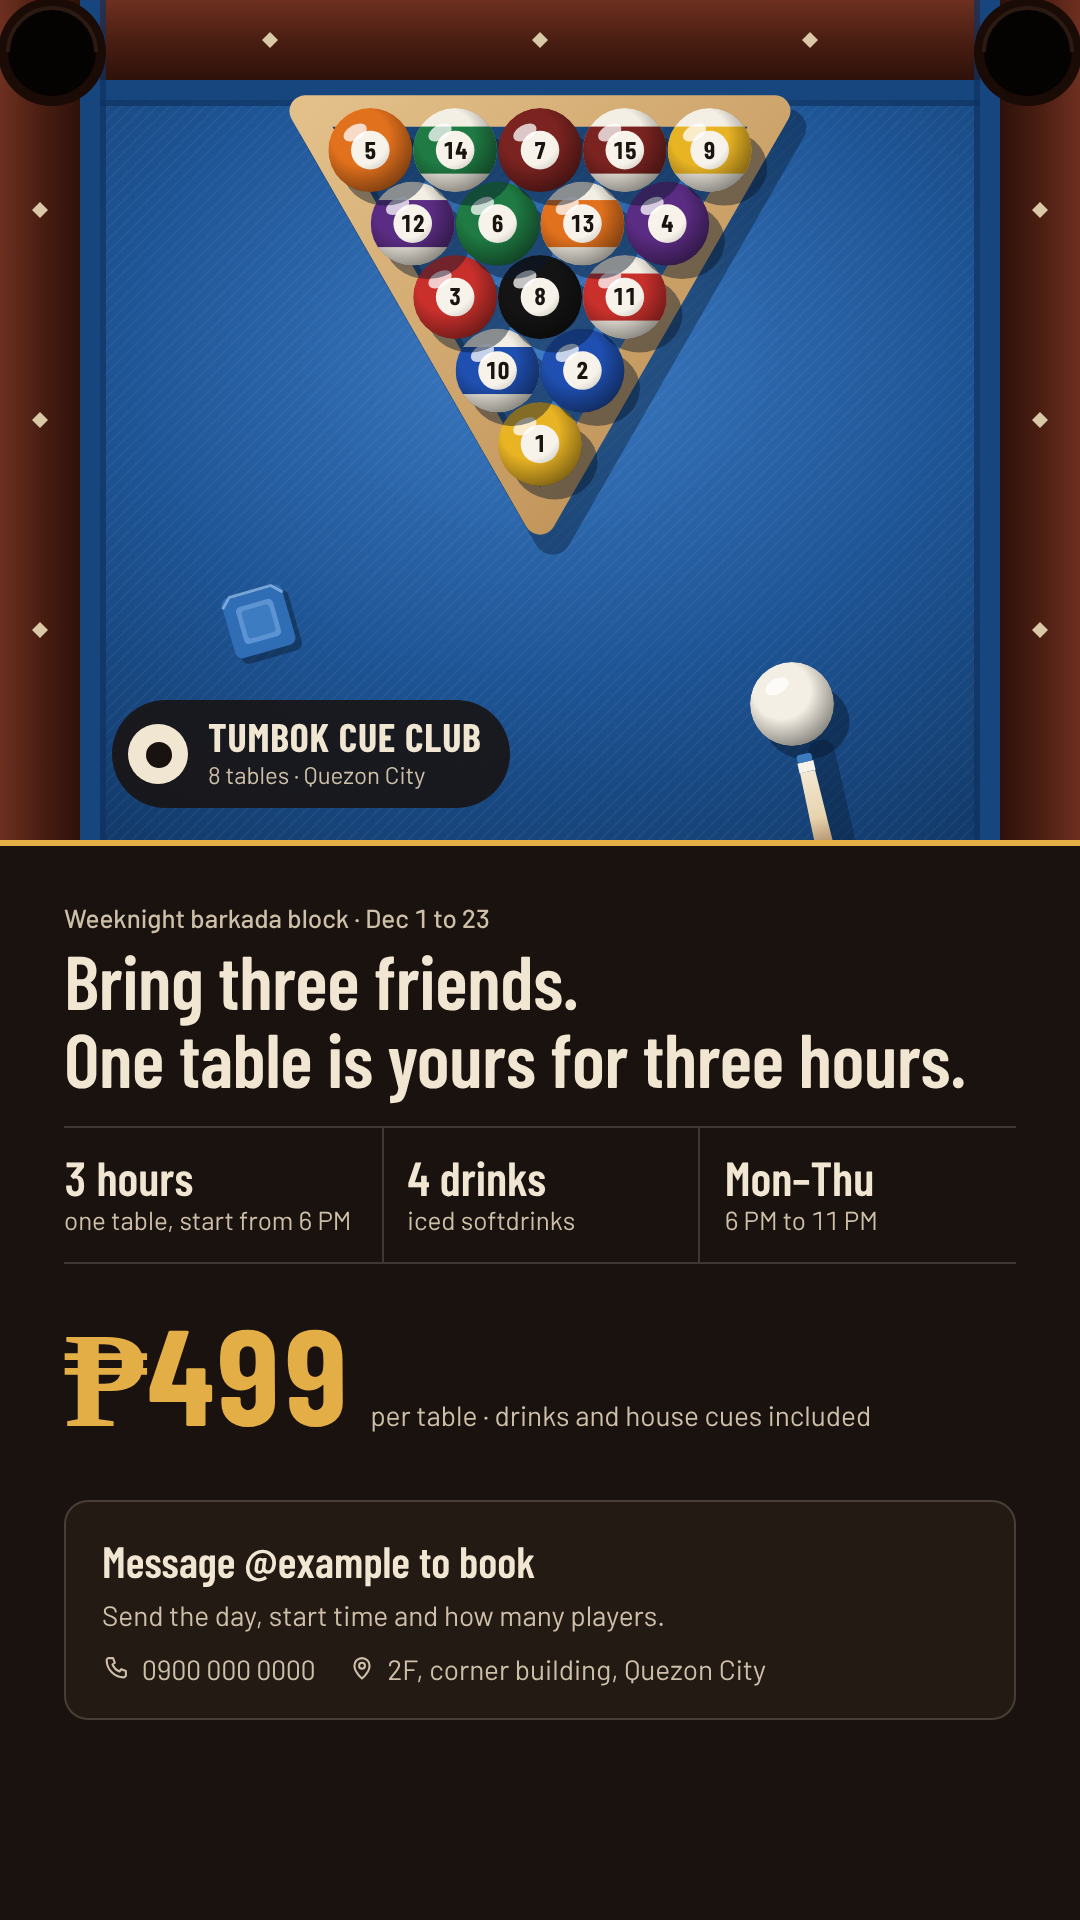 5 14 7 15 9
12 6 13 4
3 8 11
10 2
1
TUMBOK CUE CLUB
8 tables · Quezon City
Weeknight barkada block · Dec 1 to 23
Bring three friends.
One table is yours for three hours.
3 hours
one table, start from 6 PM
4 drinks
iced softdrinks
Mon–Thu
6 PM to 11 PM
₱499
per table · drinks and house cues included
Message @example to book
Send the day, start time and how many players.
0900 000 0000
2F, corner building, Quezon City